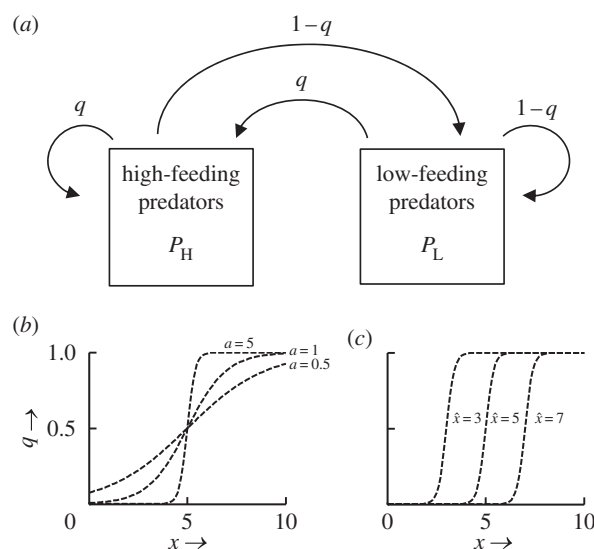 (a)
1 – q
q
q
1 – q
high-feeding
predators
P_H
low-feeding
predators
P_L
(b)
1.0
0.5
0
q →
a = 5
a = 1
a = 0.5
5
10
x →
(c)
x̂ = 3
x̂ = 5
x̂ = 7
0
5
10
x →